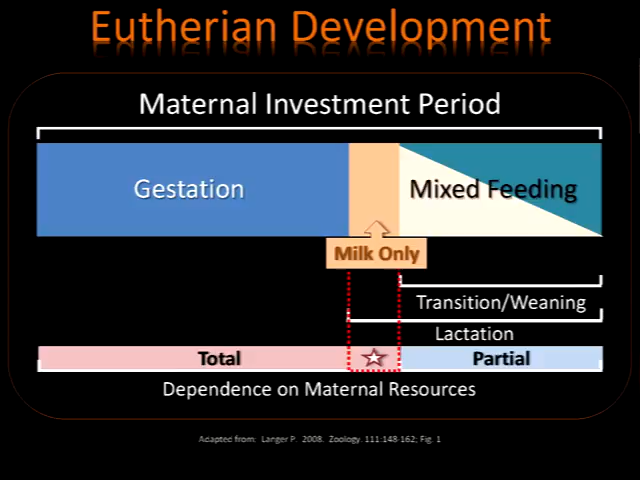 Eutherian Development
Maternal Investment Period
Gestation
Mixed Feeding
Milk Only
Transition/Weaning
Lactation
Total
Partial
Dependence on Maternal Resources
Adapted from: Langer P. 2008. Zoology. 111:148-162; Fig. 1